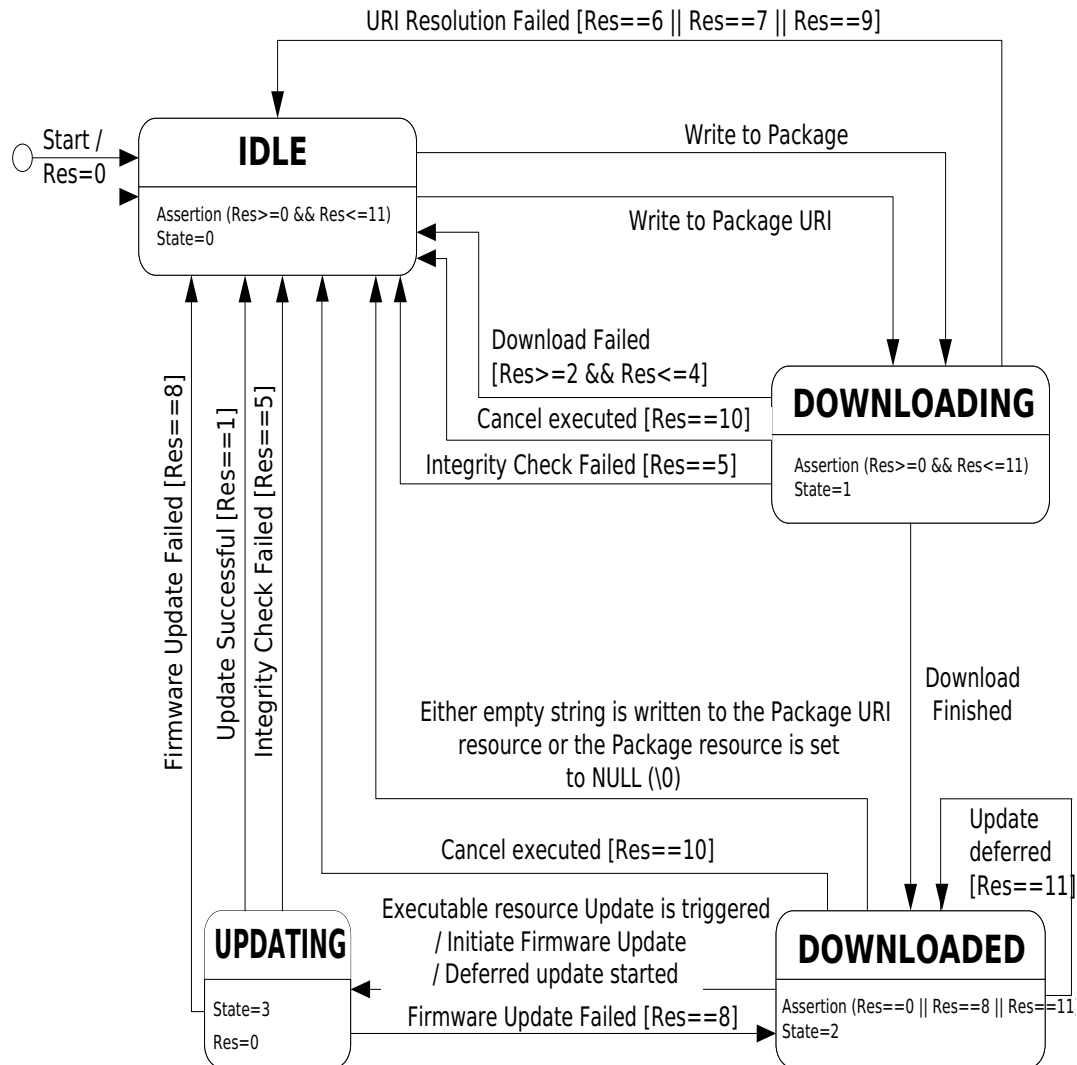 URI Resolution Failed [Res==6 || Res==7 || Res==9]
Start /
Res=0
IDLE
Assertion (Res>=0 && Res<=11)
State=0
Write to Package
Write to Package URI
Download Failed
[Res>=2 && Res<=4]
Cancel executed [Res==10]
Integrity Check Failed [Res==5]
DOWNLOADING
Assertion (Res>=0 && Res<=11)
State=1
Firmware Update Failed [Res==8]
Update Successful [Res==1]
Integrity Check Failed [Res==5]
Download
Finished
Either empty string is written to the Package URI
resource or the Package resource is set
to NULL (\0)
Update
deferred
[Res==11]
Cancel executed [Res==10]
Executable resource Update is triggered
/ Initiate Firmware Update
/ Deferred update started
Firmware Update Failed [Res==8]
UPDATING
State=3
Res=0
DOWNLOADED
Assertion (Res==0 || Res==8 || Res==11)
State=2